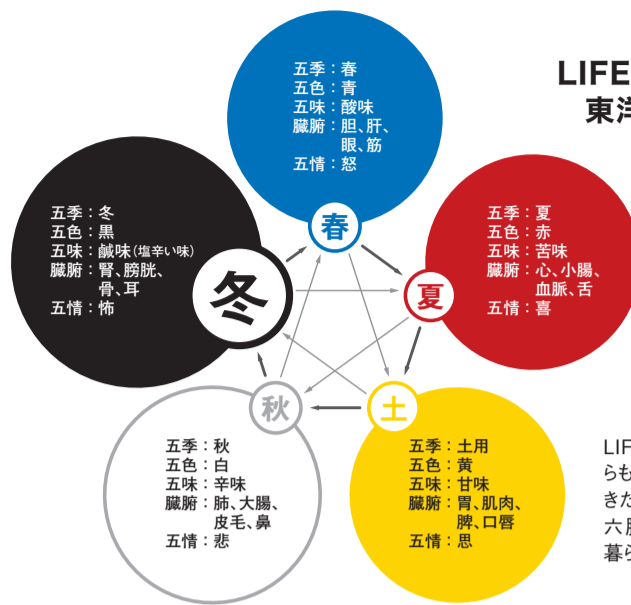 LIFE
東洋
五季：春
五色：青
五味：酸味
臓腑：胆、肝、
眼、筋
五情：怒
春
五季：冬
五色：黒
五味：鹹味(塩辛い味)
臓腑：腎、膀胱、
骨、耳
五情：怖
冬
五季：夏
五色：赤
五味：苦味
臓腑：心、小腸、
血脈、舌
五情：喜
夏
秋
五季：秋
五色：白
五味：辛味
臓腑：肺、大腸、
皮毛、鼻
五情：悲
土
五季：土用
五色：黄
五味：甘味
臓腑：胃、肌肉、
脾、口唇
五情：思
LIF
らも
きた
六腑
暮ら